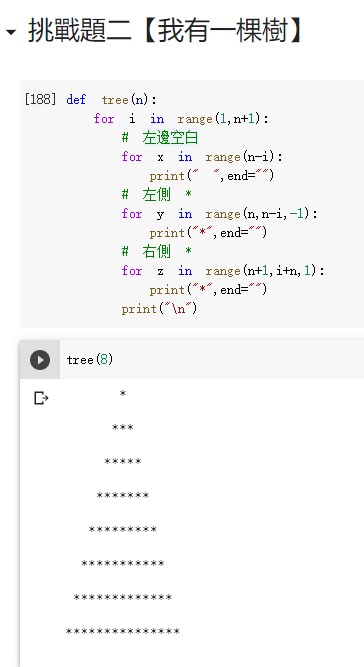 挑戰題二【我有一棵樹】
[188] def tree(n):
    for i in range(1,n+1):
        # 左邊空白
        for x in range(n-i):
            print(" ",end="")
        # 左側 *
        for y in range(n,n-i,-1):
            print("*",end="")
        # 右側 *
        for z in range(n+1,i+n,1):
            print("*",end="")
        print("\n")
tree(8)
       *
      ***
     *****
    *******
   *********
  ***********
 *************
***************